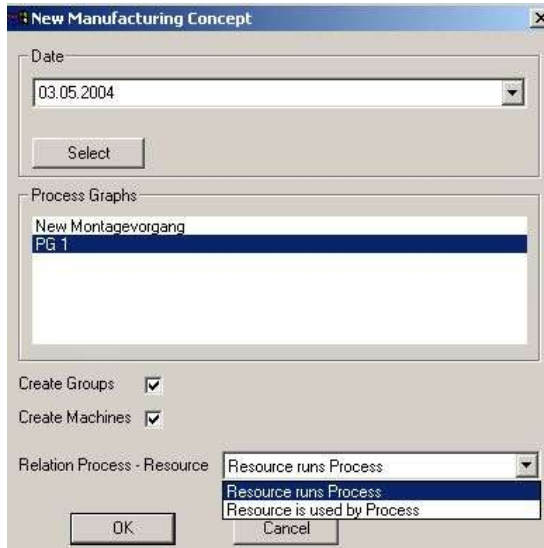 New Manufacturing Concept
Date
03.05.2004
Select
Process Graphs
New Montagevorgang
PG 1
Create Groups
Create Machines
Relation Process - Resource
Resource runs Process
Resource runs Process
Resource is used by Process
OK
Cancel